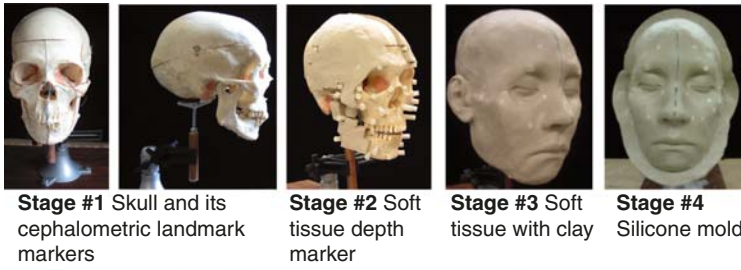 Stage #1 Skull and its
cephalometric landmark
markers
Stage #2 Soft
tissue depth
marker
Stage #3 Soft
tissue with clay
Stage #4
Silicone mold